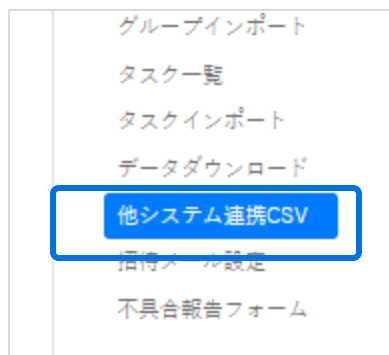 グループインポート
タスク一覧
タスクインポート
データダウンロード
他システム連携CSV
招待メール設定
不具合報告フォーム